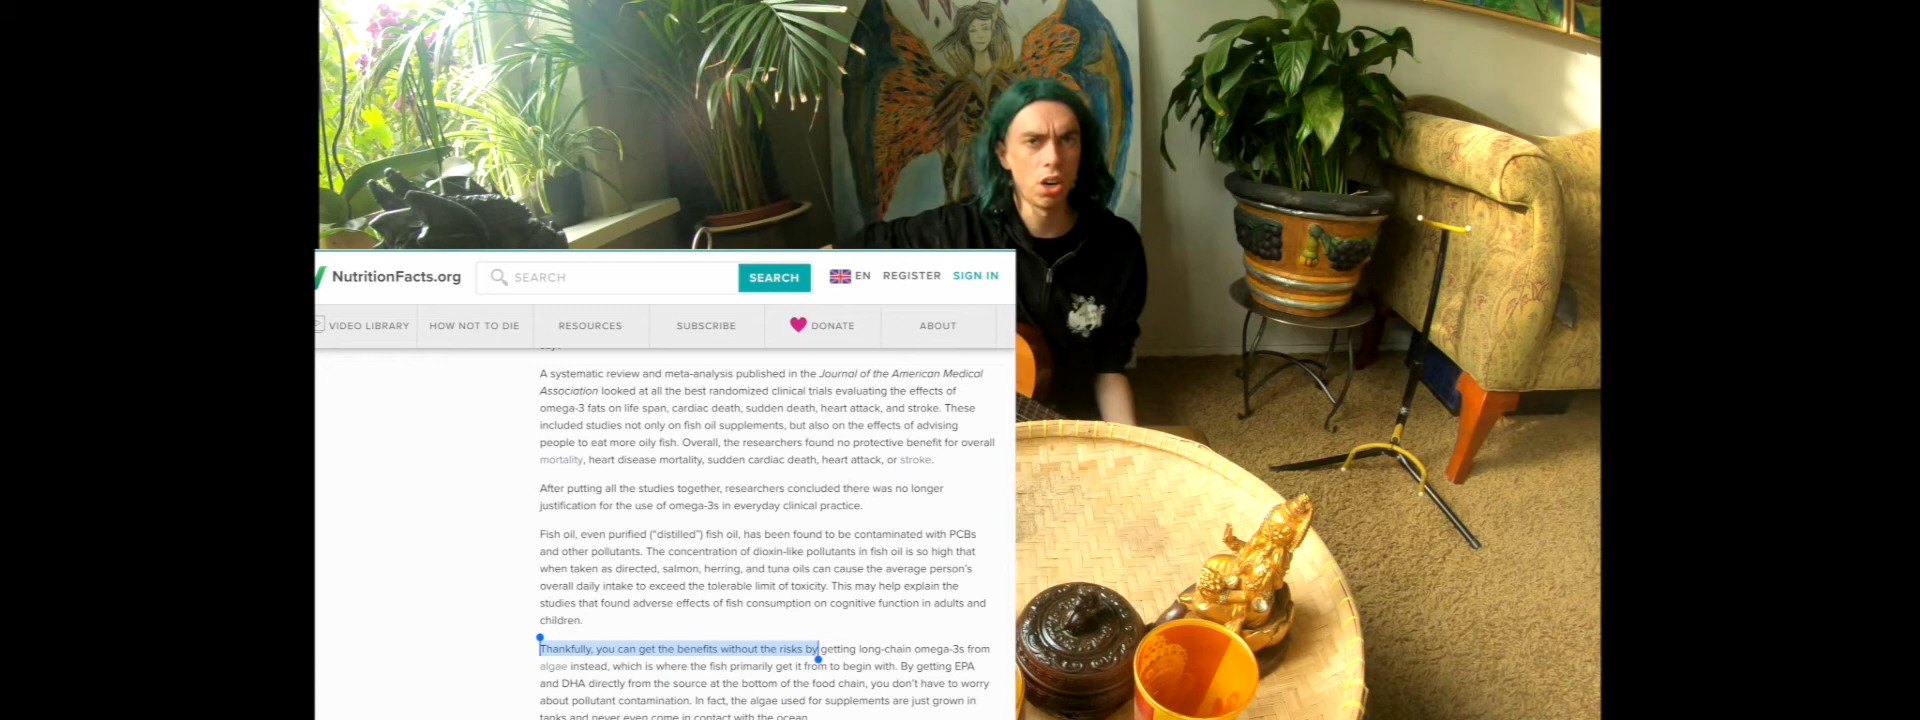 NutritionFacts.org
SEARCH
SEARCH
EN
REGISTER
SIGN IN
VIDEO LIBRARY
HOW NOT TO DIE
RESOURCES
SUBSCRIBE
DONATE
ABOUT
A systematic review and meta-analysis published in the Journal of the American Medical
Association looked at all the best randomized clinical trials evaluating the effects of
omega-3 fats on life span, cardiac death, sudden death, heart attack, and stroke. These
included studies not only on fish oil supplements, but also on the effects of advising
people to eat more oily fish. Overall, the researchers found no protective benefit for overall
mortality, heart disease mortality, sudden cardiac death, heart attack, or stroke.
After putting all the studies together, researchers concluded there was no longer
justification for the use of omega-3s in everyday clinical practice.
Fish oil, even purified (“distilled”) fish oil, has been found to be contaminated with PCBs
and other pollutants. The concentration of dioxin-like pollutants in fish oil is so high that
when taken as directed, salmon, herring, and tuna oils can cause the average person’s
overall daily intake to exceed the tolerable limit of toxicity. This may help explain the
studies that found adverse effects of fish consumption on cognitive function in adults and
children.
Thankfully, you can get the benefits without the risks by getting long-chain omega-3s from
algae instead, which is where the fish primarily get it from to begin with. By getting EPA
and DHA directly from the source at the bottom of the food chain, you don’t have to worry
about pollutant contamination. In fact, the algae used for supplements are just grown in
tanks and never even come in contact with the ocean.